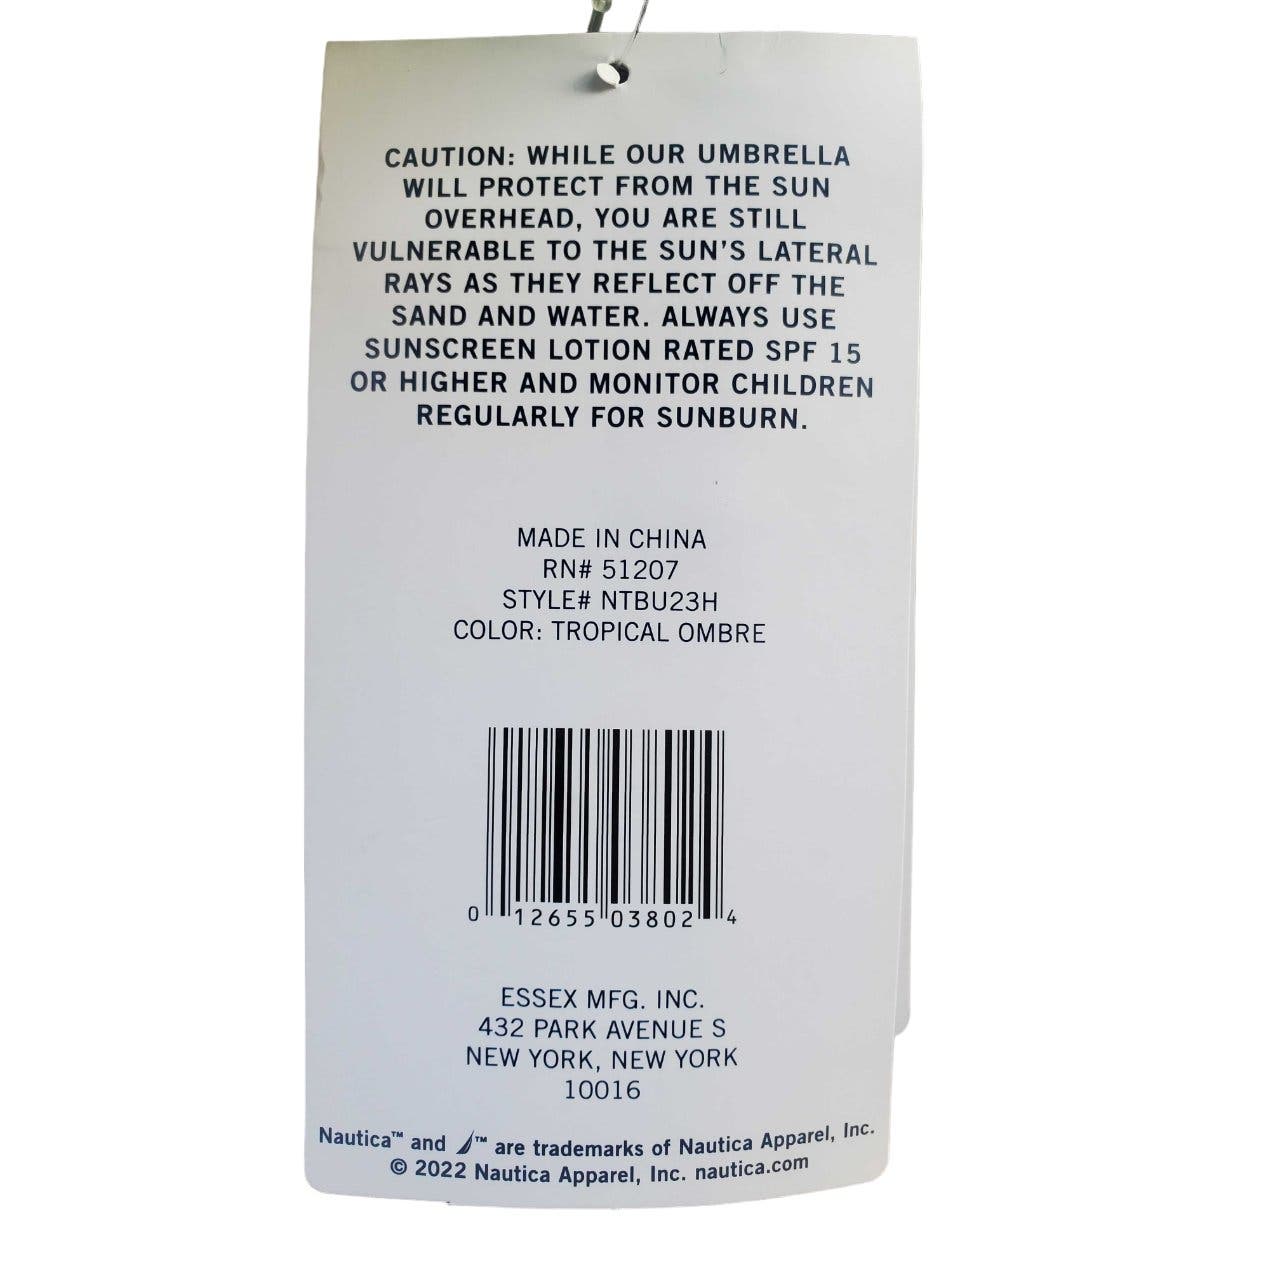 CAUTION: WHILE OUR UMBRELLA
WILL PROTECT FROM THE SUN
OVERHEAD, YOU ARE STILL
VULNERABLE TO THE SUN'S LATERAL
RAYS AS THEY REFLECT OFF THE
SAND AND WATER. ALWAYS USE
SUNSCREEN LOTION RATED SPF 15
OR HIGHER AND MONITOR CHILDREN
REGULARLY FOR SUNBURN.
MADE IN CHINA
RN# 51207
STYLE# NTBU23H
COLOR: TROPICAL OMBRE
0 12655 03802 4
ESSEX MFG. INC.
432 PARK AVENUE S
NEW YORK, NEW YORK
10016
Nautica™ and ™ are trademarks of Nautica Apparel, Inc.
© 2022 Nautica Apparel, Inc. nautica.com